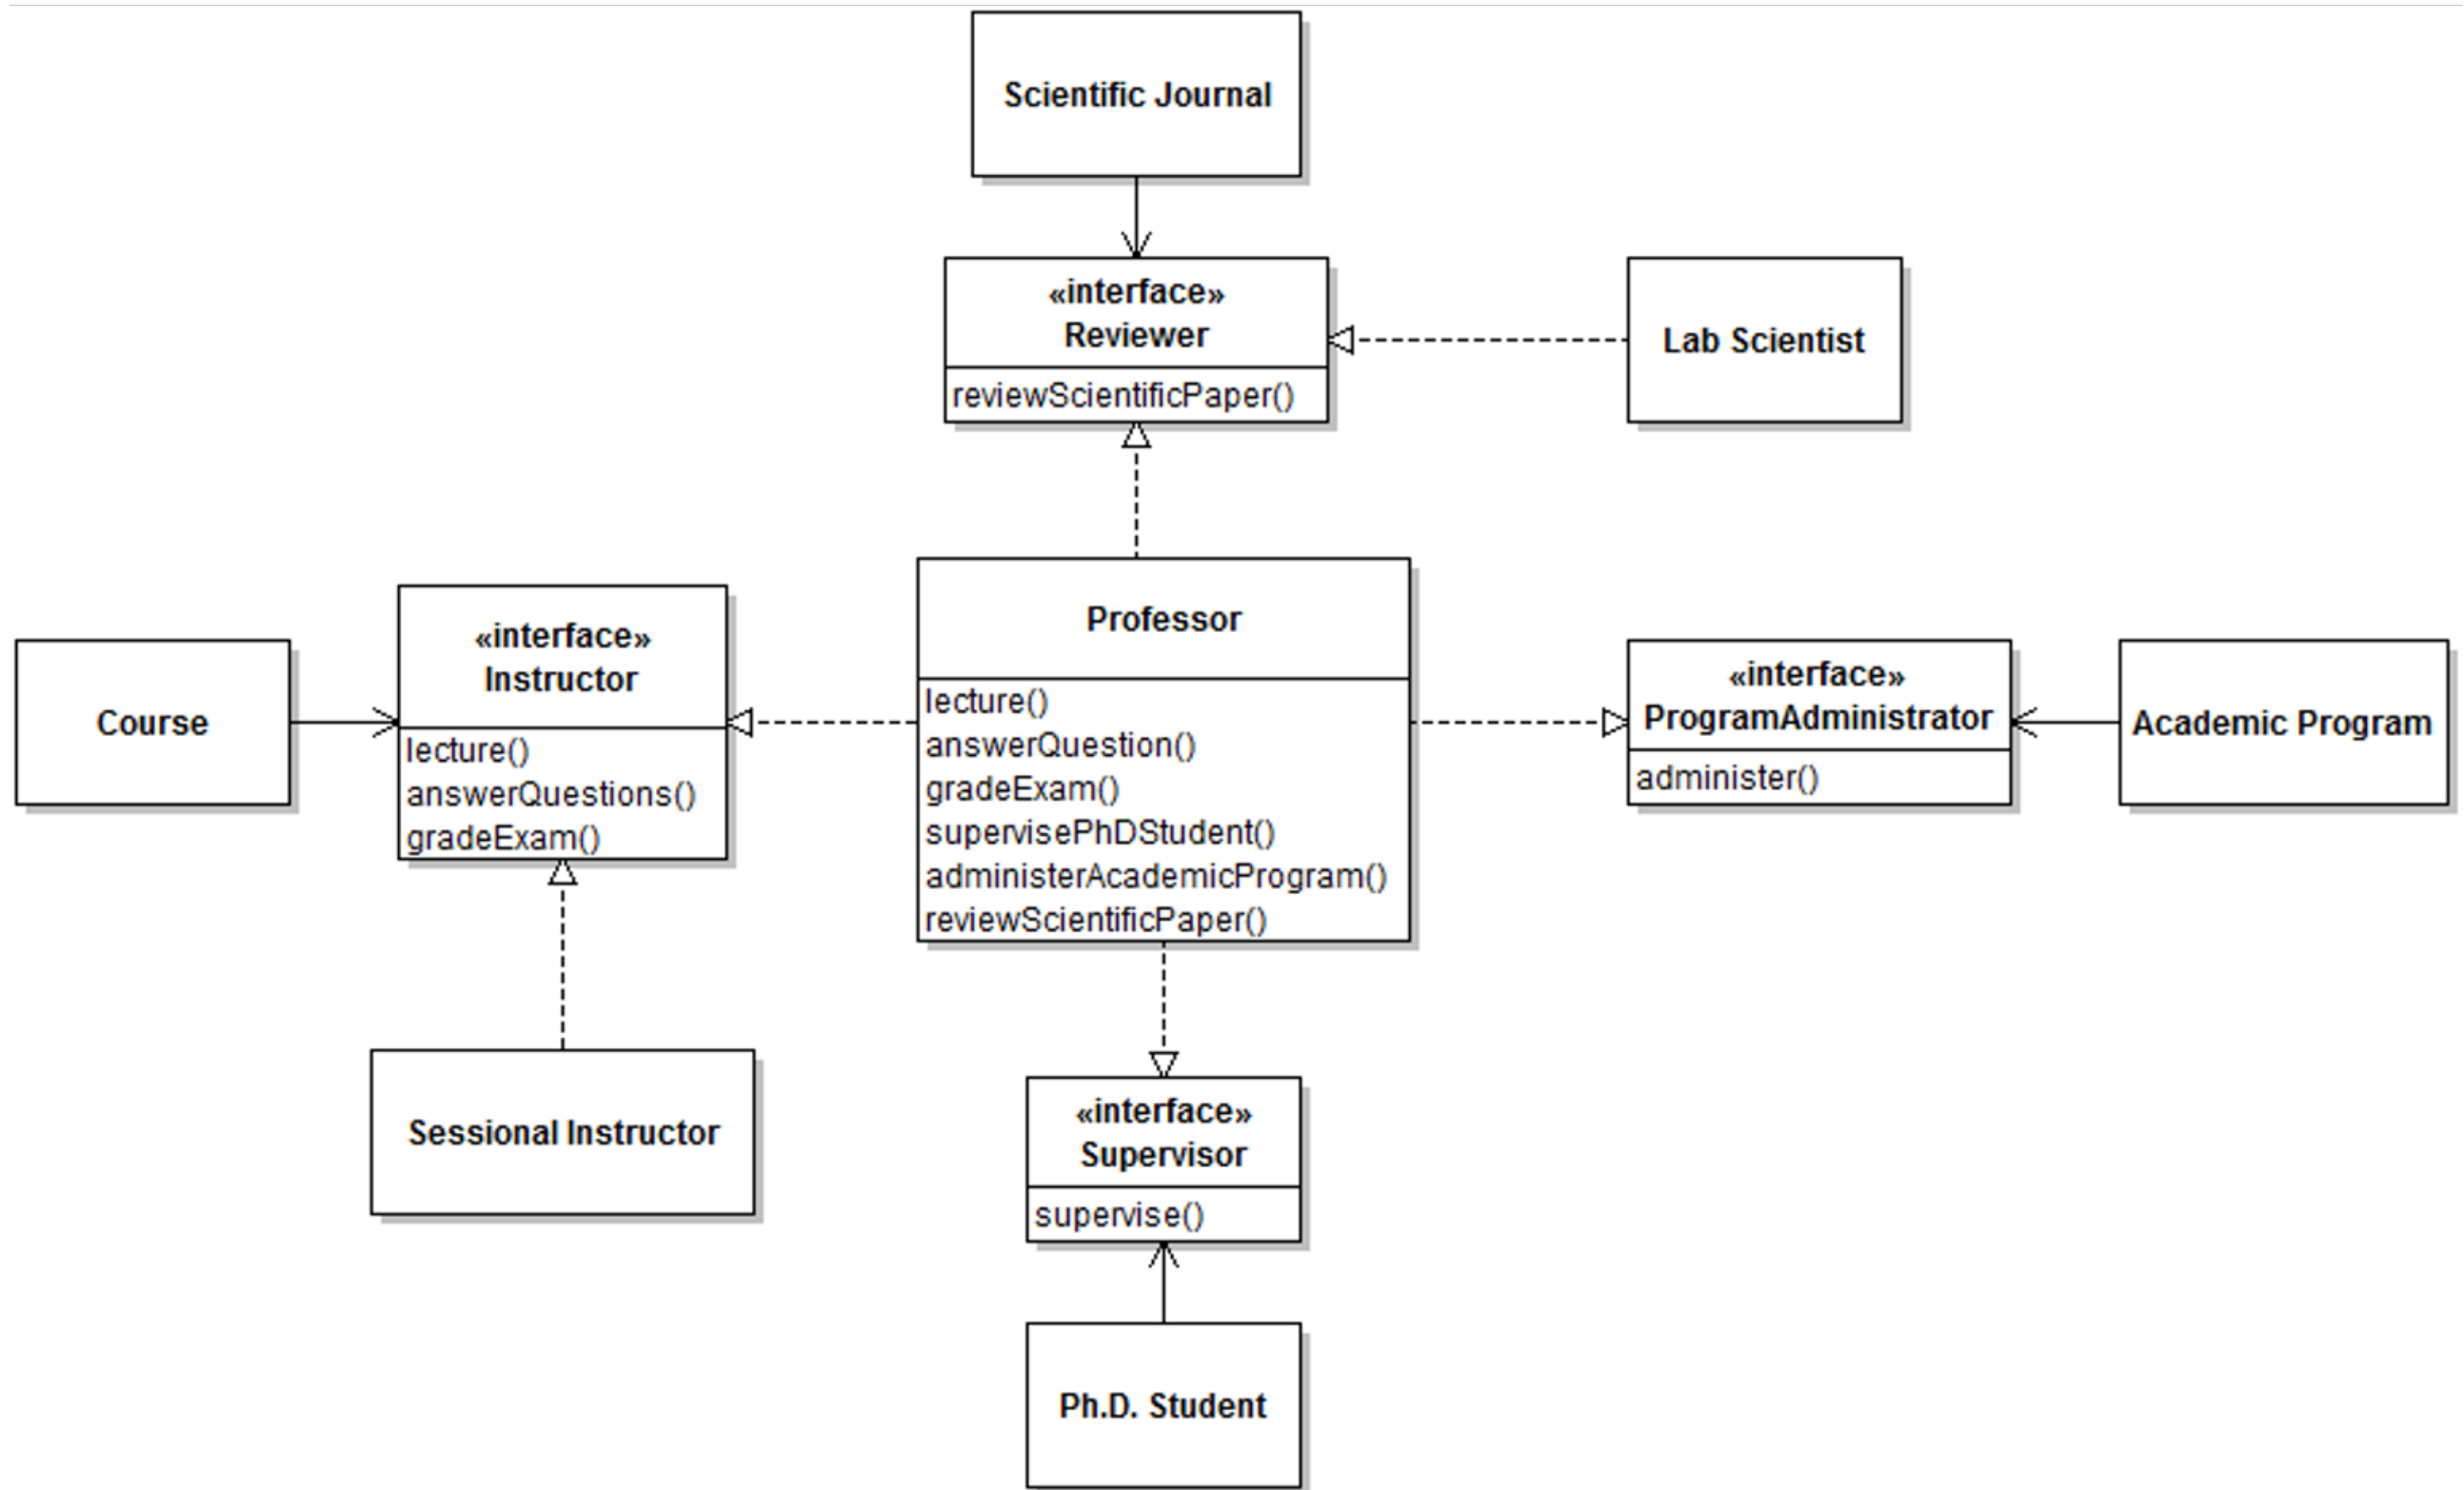 Scientific Journal
«interface»
Reviewer
reviewScientificPaper()
Lab Scientist
Course
«interface»
Instructor
lecture()
answerQuestions()
gradeExam()
Professor
lecture()
answerQuestion()
gradeExam()
supervisePhDStudent()
administerAcademicProgram()
reviewScientificPaper()
«interface»
ProgramAdministrator
administer()
Academic Program
Sessional Instructor
«interface»
Supervisor
supervise()
Ph.D. Student